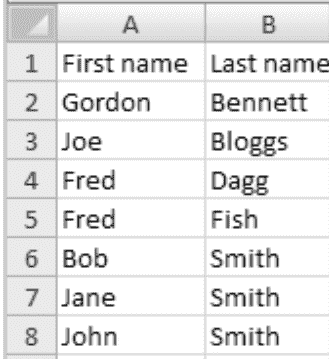 A B
1 First name Last name
2 Gordon Bennett
3 Joe Bloggs
4 Fred Dagg
5 Fred Fish
6 Bob Smith
7 Jane Smith
8 John Smith